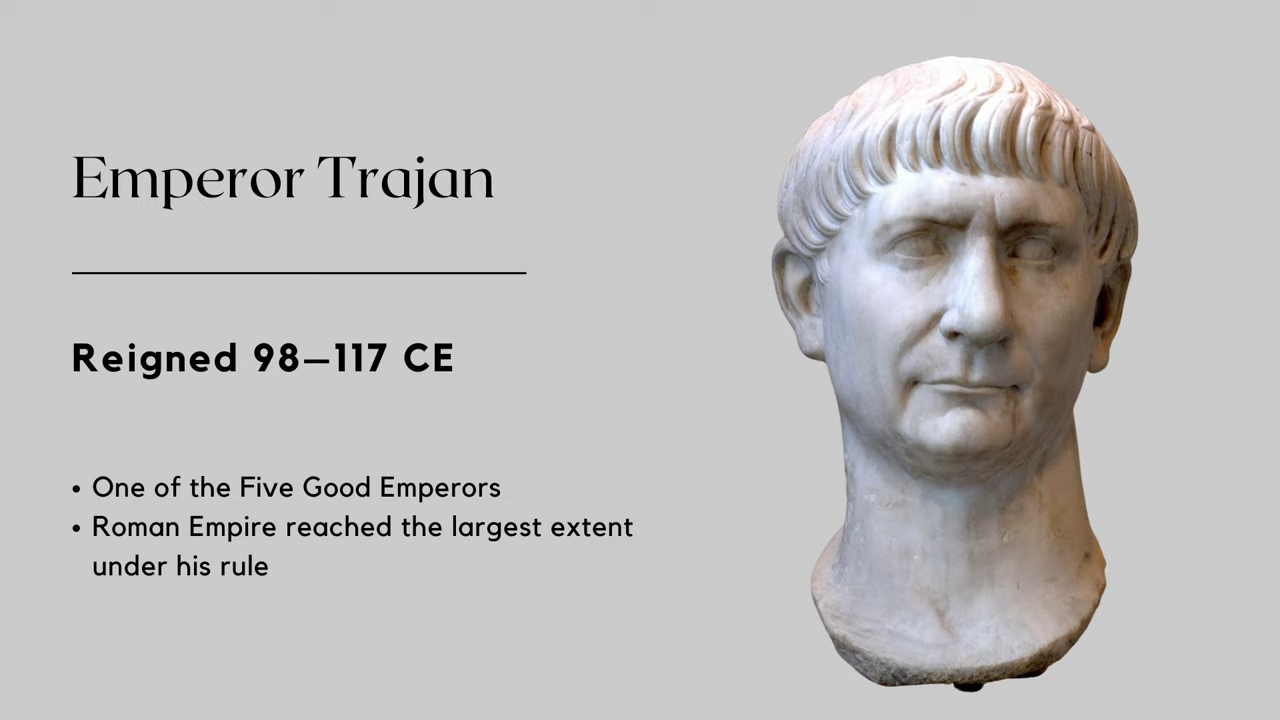 Emperor Trajan
Reigned 98–117 CE
• One of the Five Good Emperors
• Roman Empire reached the largest extent
under his rule